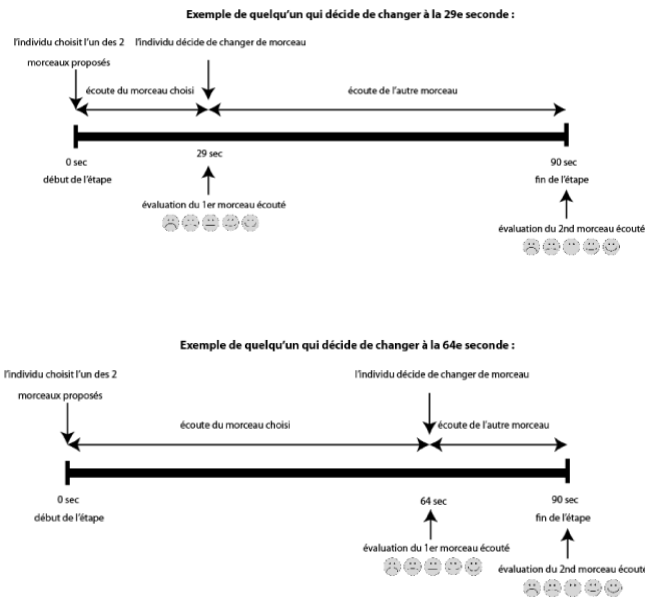 Exemple de quelqu'un qui décide de changer à la 29e seconde :
l'individu choisit l'un des 2
morceaux proposés
l'individu décide de changer de morceau
écoute du morceau choisi
écoute de l'autre morceau
0 sec
début de l'étape
29 sec
90 sec
fin de l'étape
évaluation du 1er morceau écouté
évaluation du 2nd morceau écouté
Exemple de quelqu'un qui décide de changer à la 64e seconde :
l'individu choisit l'un des 2
morceaux proposés
l'individu décide de changer de morceau
écoute du morceau choisi
écoute de l'autre morceau
0 sec
début de l'étape
64 sec
90 sec
fin de l'étape
évaluation du 1er morceau écouté
évaluation du 2nd morceau écouté